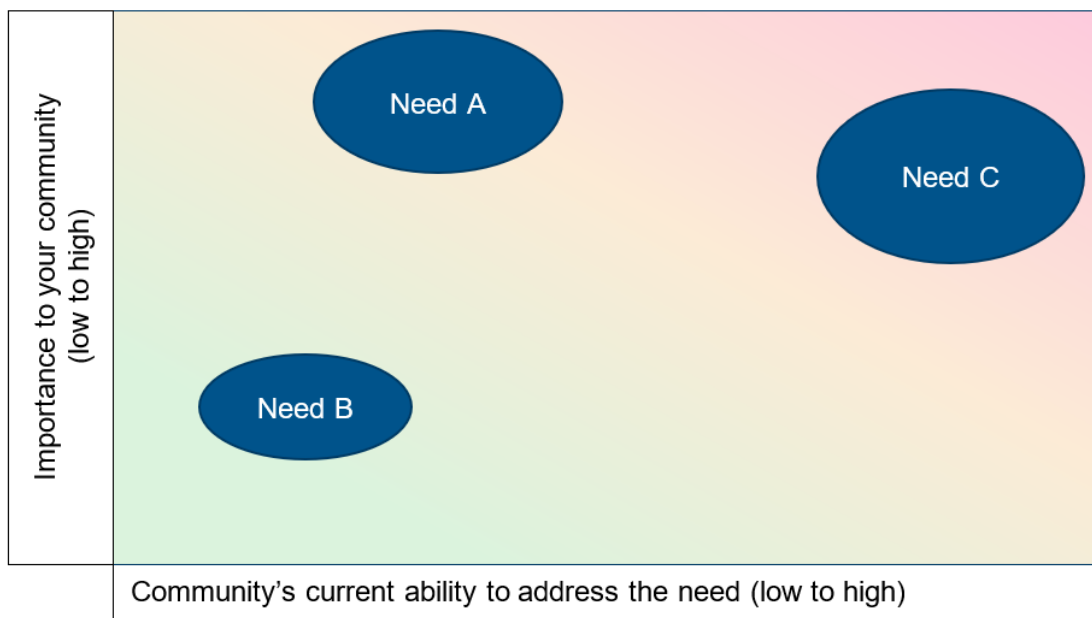 Importance to your community
(low to high)
Need A
Need C
Need B
Community’s current ability to address the need (low to high)